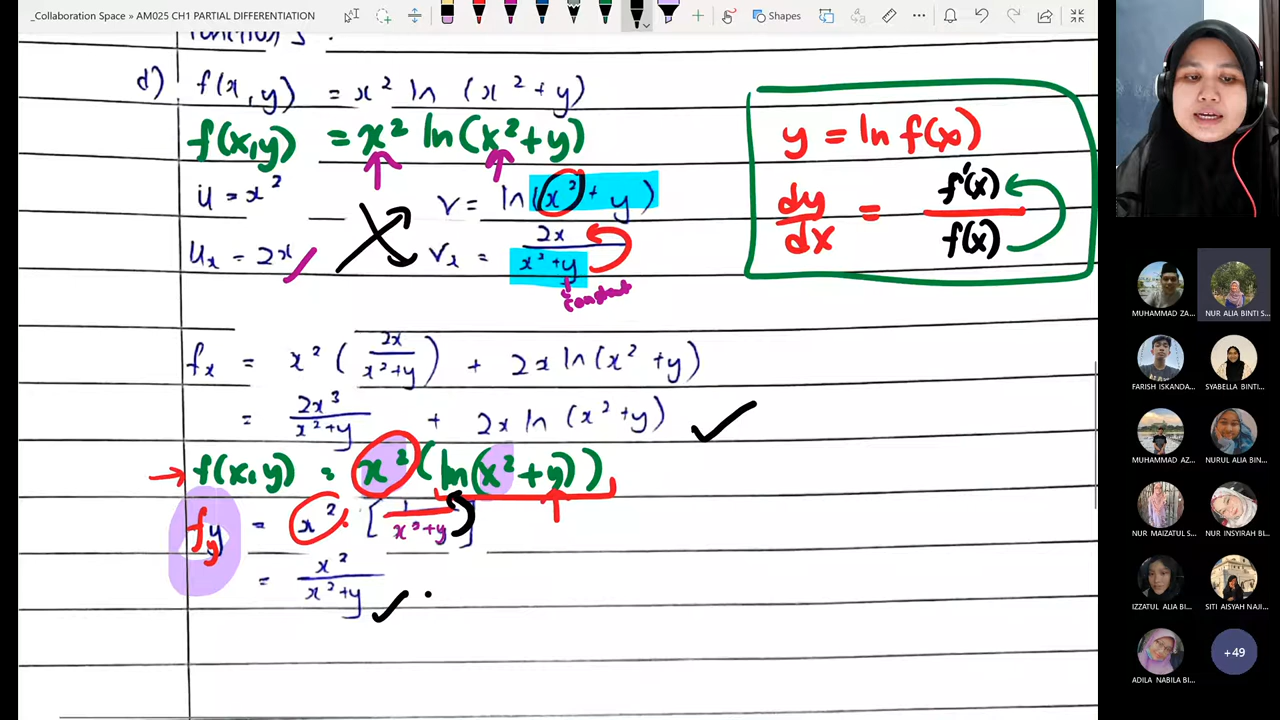 _Collaboration Space » AM025 CH1 PARTIAL DIFFERENTIATION
Shapes
d) f(x,y) = x² ln (x² + y)
f(x,y) = x² ln(x² + y)
u = x² v = ln(x² + y)
uₓ = 2x vₓ = 2x / x²+y
constant
y = ln f(x)
dy/dx = f'(x) / f(x)
fₓ = x² ( 2x / x²+y ) + 2x ln(x² + y)
= 2x³ / x²+y + 2x ln (x²+y)
→ f(x,y) = x² (ln(x²+y))
fy = x² . [ 1 / x²+y ]
= x² / x²+y
MUHAMMAD ZA...
NUR ALIA BINTI S...
FARISH ISKANDA...
SYABELLA BINTI...
MUHAMMAD AZ...
NURUL ALIA BIN...
NUR MAIZATUL S...
NUR INSYIRAH BI...
IZZATUL ALIA BI...
SITI AISYAH NAJI...
ADILA NABILA BI...
+49